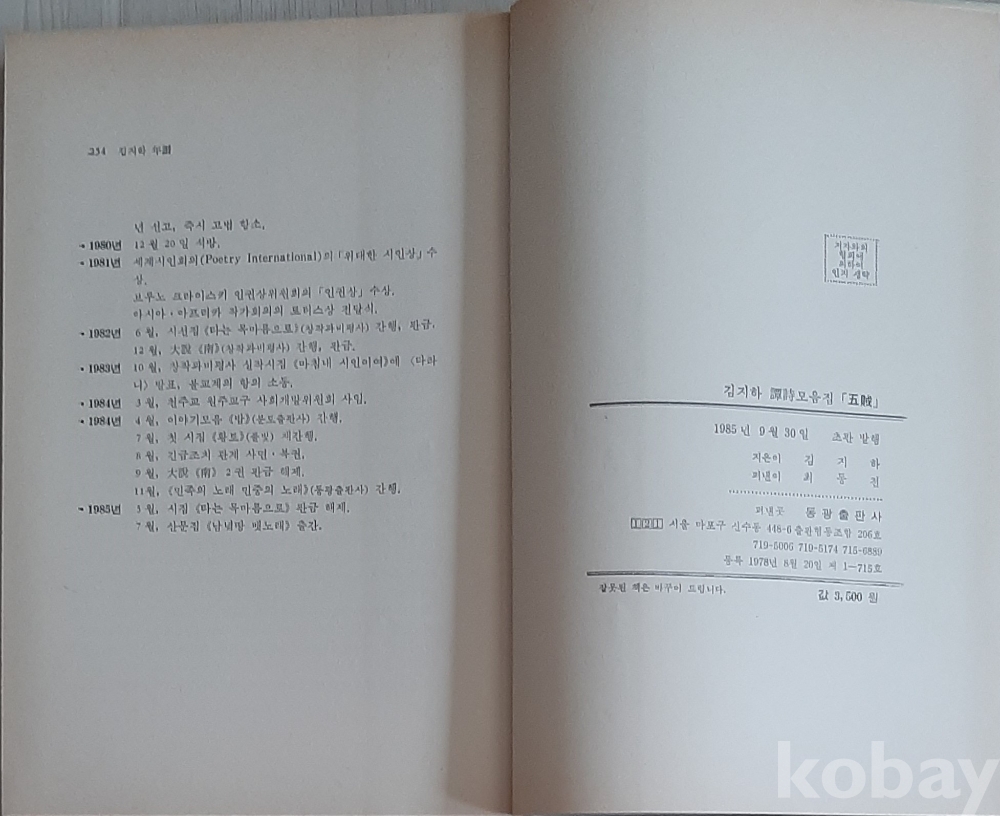 234 김지하 年譜
년 선고, 즉시 고법 항소.
1980년 12월 20일 석방.
1981년 세계시인회의(Poetry International)의 「위대한 시인상」 수
상.
브루노 크라이스키 인권상위원회의 「인권상」 수상.
아시아·아프리카 작가회의의 로터스상 전달식.
1982년 6월, 시선집 《타는 목마름으로》(창작과비평사) 간행, 판금.
12월, 大說 《南》(창작과비평사) 간행, 판금.
1983년 10월, 창작과비평사 신작시집 《마침내 시인이여》에 〈다라
니〉 발표, 불교계의 항의 소동.
1984년 3월, 천주교 원주교구 사회개발위원회 사임.
1984년 4월, 이야기모음 《밥》(분도출판사) 간행.
7월, 첫 시집 《황토》(풀빛) 재간행.
8월, 긴급조치 관계 사면·복권.
9월, 大說 《南》 2권 판금 해제.
11월, 《민족의 노래 민중의 노래》(동광출판사) 간행.
1985년 5월, 시집 《타는 목마름으로》 판금 해제.
7월, 산문집 《남녘땅 뱃노래》 출간.
저자와의
협의에
의하여
인지 생략
김지하 譚詩모음집 「五賊」
1985년 9월 30일 초판 발행
지은이 김 지 하
펴낸이 최 동 전
펴낸곳 동광출판사
121 서울 마포구 신수동 448-6 출판협동조합 206호
719-5006 719-5174 715-6889
등록 1978년 8월 20일 제 1-715호
잘못된 책은 바꾸어 드립니다. 값 3,500 원
kobay